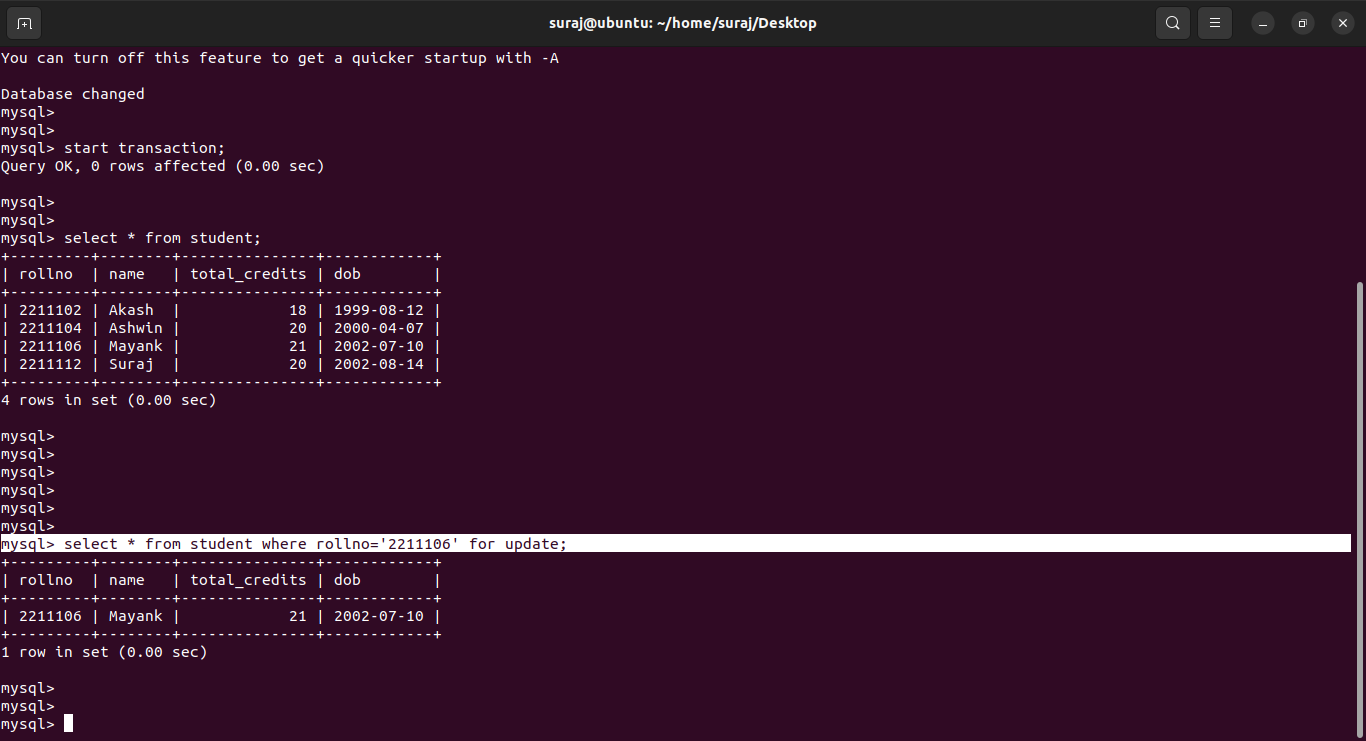 suraj@ubuntu: ~/home/suraj/Desktop
You can turn off this feature to get a quicker startup with -A
Database changed
mysql>
mysql>
mysql> start transaction;
Query OK, 0 rows affected (0.00 sec)
mysql>
mysql>
mysql> select * from student;
+---------+--------+---------------+------------+
| rollno  | name   | total_credits | dob        |
+---------+--------+---------------+------------+
| 2211102 | Akash  |            18 | 1999-08-12 |
| 2211104 | Ashwin |            20 | 2000-04-07 |
| 2211106 | Mayank |            21 | 2002-07-10 |
| 2211112 | Suraj  |            20 | 2002-08-14 |
+---------+--------+---------------+------------+
4 rows in set (0.00 sec)
mysql>
mysql>
mysql>
mysql>
mysql>
mysql>
mysql> select * from student where rollno='2211106' for update;
+---------+--------+---------------+------------+
| rollno  | name   | total_credits | dob        |
+---------+--------+---------------+------------+
| 2211106 | Mayank |            21 | 2002-07-10 |
+---------+--------+---------------+------------+
1 row in set (0.00 sec)
mysql>
mysql>
mysql>